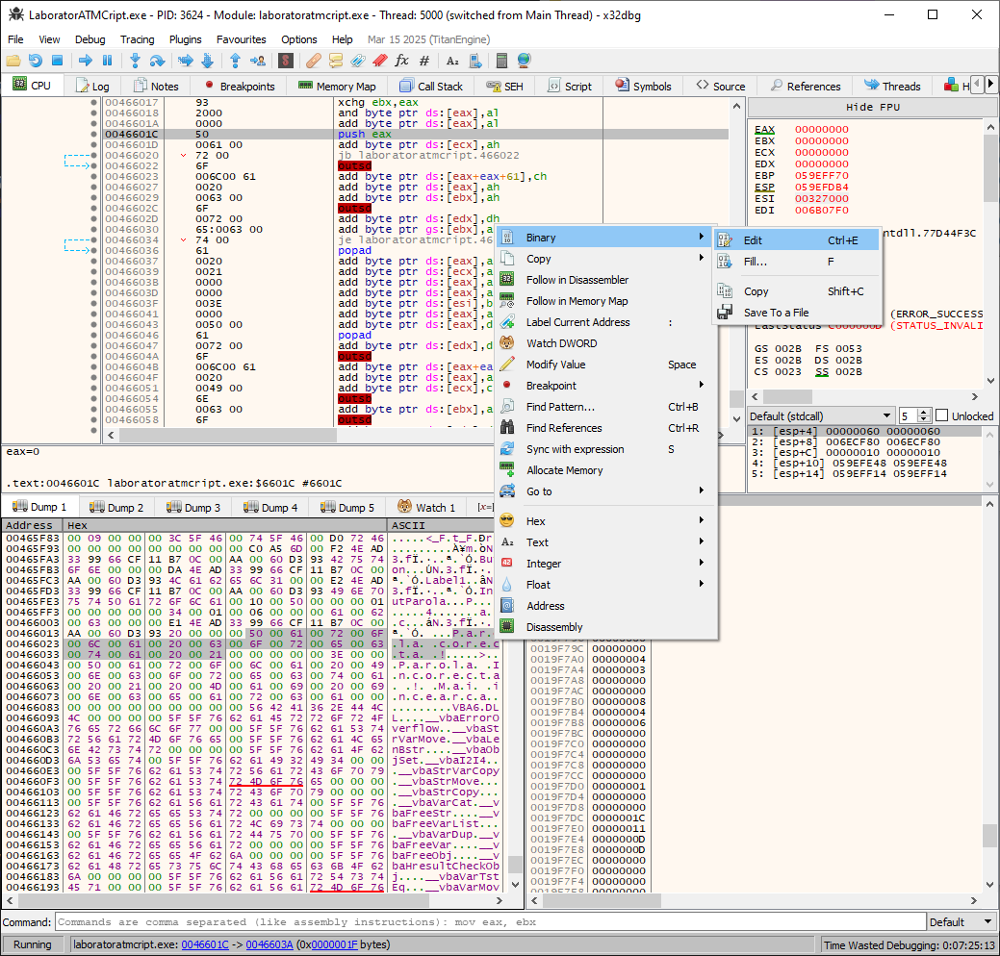 LaboratorATMCript.exe - PID: 3624 - Module: laboratoratmcript.exe - Thread: 5000 (switched from Main Thread) - x32dbg
File View Debug Tracing Plugins Favourites Options Help Mar 15 2025 (TitanEngine)
CPU Log Notes Breakpoints Memory Map Call Stack SEH Script Symbols Source References Threads H
Hide FPU
00466017 93 xchg ebx,eax
00466018 2000 and byte ptr ds:[eax],al
0046601A 0000 add byte ptr ds:[eax],al
0046601C 50 push eax
0046601D 0061 00 add byte ptr ds:[ecx],ah
00466020 72 00 jb laboratoratmcript.466022
00466022 6F outsd
00466023 006C00 61 add byte ptr ds:[eax+eax+61],ch
00466027 0020 add byte ptr ds:[eax],ah
00466029 0063 00 add byte ptr ds:[ebx],ah
0046602C 6F outsd
0046602D 0072 00 add byte ptr ds:[edx],dh
00466030 65:0063 00 add byte ptr gs:[ebx],a
00466034 74 00 je laboratoratmcript.46
00466036 61 popad
00466037 0020 add byte ptr ds:[eax],a
00466039 0021 add byte ptr ds:[ecx],a
0046603B 0000 add byte ptr ds:[eax],a
0046603D 0000 add byte ptr ds:[eax],a
0046603F 003E add byte ptr ds:[esi],b
00466041 0000 add byte ptr ds:[eax],a
00466043 0050 00 add byte ptr ds:[eax],d
00466046 61 popad
00466047 0072 00 add byte ptr ds:[edx],d
0046604A 6F outsd
0046604B 006C00 61 add byte ptr ds:[eax+ea
0046604F 0020 add byte ptr ds:[eax],a
00466051 0049 00 add byte ptr ds:[ecx],c
00466054 6E outsb
00466055 0063 00 add byte ptr ds:[ebx],a
00466058 6F outsd
EAX 00000000
EBX 00000000
ECX 00000000
EDX 00000000
EBP 059EFF70
ESP 059EFDB4
ESI 00327000
EDI 006B07F0
ntdll.77D44F3C
(ERROR_SUCCESS
LastStatus C000000D (STATUS_INVALI
GS 002B FS 0053
ES 002B DS 002B
CS 0023 SS 002B
Default (stdcall) 5 Unlocked
1: [esp+4] 00000060 00000060
2: [esp+8] 006ECF80 006ECF80
3: [esp+C] 00000010 00000010
4: [esp+10] 059EFE48 059EFE48
5: [esp+14] 059EFF14 059EFF14
Binary
Copy
Follow in Disassembler
Follow in Memory Map
Label Current Address :
Watch DWORD
Modify Value Space
Breakpoint
Find Pattern... Ctrl+B
Find References Ctrl+R
Sync with expression S
Allocate Memory
Go to
Hex
Text
Integer
Float
Address
Disassembly
Edit Ctrl+E
Fill... F
Copy Shift+C
Save To a File
eax=0
.text:0046601C laboratoratmcript.exe:$6601C #6601C
Dump 1 Dump 2 Dump 3 Dump 4 Dump 5 Watch 1 [x=]
Address Hex ASCII
00465F83 00 09 00 00 00 3C 5F 46 00 74 5F 46 00 D0 72 46 .....<_F.t_F.ÐrF
00465F93 00 00 00 00 00 00 00 00 00 C0 A5 6D 00 F2 4E AD
00465FA3 33 99 66 CF 11 B7 0C 00 AA 00 60 D3 93 42 75 74
00465FB3 6F 6E 00 00 00 00 DA 4E AD 33 99 66 CF 11 B7 0C
00465FC3 AA 00 60 D3 93 4C 61 62 65 6C 31 00 00 E2 4E AD
00465FD3 33 99 66 CF 11 B7 0C 00 AA 00 60 D3 93 49 6E 70
00465FE3 75 74 50 61 72 6F 6C 61 00 10 00 50 00 00 00 01 utParola...P....
00465FF3 00 00 00 00 00 34 00 01 00 06 00 00 00 61 00 62
00466003 00 63 00 00 00 E1 4E AD 33 99 66 CF 11 B7 0C 00
00466013 AA 00 60 D3 93 20 00 00 00 50 00 61 00 72 00 6F ª.`Ó. ...P.a.r.o
00466023 00 6C 00 61 00 20 00 63 00 6F 00 72 00 65 00 63 .l.a. .c.o.r.e.c
00466033 00 74 00 61 00 20 00 21 00 00 00 00 00 3E 00 00 .t.a. .!.....>..
00466043 00 50 00 61 00 72 00 6F 00 6C 00 61 00 20 00 49 .P.a.r.o.l.a. .I
00466053 00 6E 00 63 00 6F 00 72 00 65 00 63 00 74 00 61 .n.c.o.r.e.c.t.a
00466063 00 20 00 21 00 20 00 4D 00 61 00 69 00 20 00 69 . .!. .M.a.i. .i
00466073 00 6E 00 63 00 65 00 61 00 72 00 63 00 61 00 00 .n.c.e.a.r.c.a..
00466083 00 00 00 00 00 00 00 00 00 56 42 41 36 2E 44 4C .........VBA6.DL
00466093 4C 00 00 00 00 5F 5F 76 62 61 45 72 72 6F 72 4F L....__vbaErrorO
004660A3 76 65 72 66 6C 6F 77 00 00 00 00 5F 5F 76 62 61 53 74
004660B3 72 56 61 72 4D 6F 76 65 00 5F 5F 76 62 61 4C 65
004660C3 6E 42 73 74 72 00 00 00 00 5F 5F 76 62 61 4F 62
004660D3 6A 53 65 74 00 5F 5F 76 62 61 49 32 49 34 00 00 jSet.__vbaI2I4..
004660E3 00 5F 5F 76 62 61 53 74 72 56 61 72 43 6F 70 79 .__vbaStrVarCopy
004660F3 00 5F 5F 76 62 61 53 74 72 4D 6F 76 65 00 00 00 .__vbaStrMove...
00466103 00 5F 5F 76 62 61 53 74 72 43 6F 70 79 00 00 00 .__vbaStrCopy...
00466113 00 5F 5F 76 62 61 56 61 72 43 61 74 00 5F 5F 76 .__vbaVarCat.__v
00466123 62 61 46 72 65 65 53 74 72 00 00 00 00 5F 5F 76 baFreeStr....__v
00466133 62 61 46 72 65 65 56 61 72 4C 69 73 74 00 00 00 baFreeVarList...
00466143 00 5F 5F 76 62 61 56 61 72 44 75 70 00 5F 5F 76 .__vbaVarDup.__v
00466153 62 61 46 72 65 65 56 61 72 00 00 00 00 5F 5F 76 baFreeVar....__v
00466163 62 61 46 72 65 65 4F 62 6A 00 00 00 00 5F 5F 76 baFreeObj....__v
00466173 62 61 48 72 65 73 75 6C 74 43 68 65 63 6B 4F 62 baHresultCheckOb
00466183 6A 00 00 00 00 5F 5F 76 62 61 56 61 72 54 73 74 j....__vbaVarTst
00466193 45 71 00 00 00 5F 5F 76 62 61 56 61 72 4D 6F 76 Eq...__vbaVarMov
0019F79C 00000000
0019F7A0 00000004
0019F7A4 00000003
0019F7A8 00000000
0019F7AC 00000000
0019F7B0 00000008
0019F7B4 00000004
0019F7B8 00000006
0019F7BC 00000000
0019F7C0 00000000
0019F7C4 00000000
0019F7C8 00000000
0019F7CC 00000000
0019F7D0 00000001
0019F7D4 00000000
0019F7D8 00000000
0019F7DC 0000001C
0019F7E0 00000011
0019F7E4 0000000D
0019F7E8 0000000D
0019F7EC 00000000
0019F7F0 00000000
0019F7F4 00000000
Command: Commands are comma separated (like assembly instructions): mov eax, ebx Default
Running laboratoratmcript.exe: 0046601C -> 0046603A (0x0000001F bytes) Time Wasted Debugging: 0:07:25:13